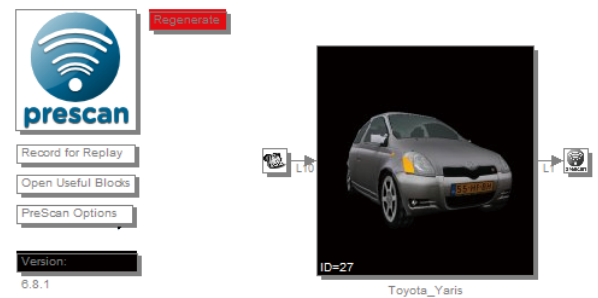 Regenerate
prescan
Record for Replay
Open Useful Blocks
PreScan Options
Version:
6.8.1
L10
L1
ID=27
Toyota_Yaris